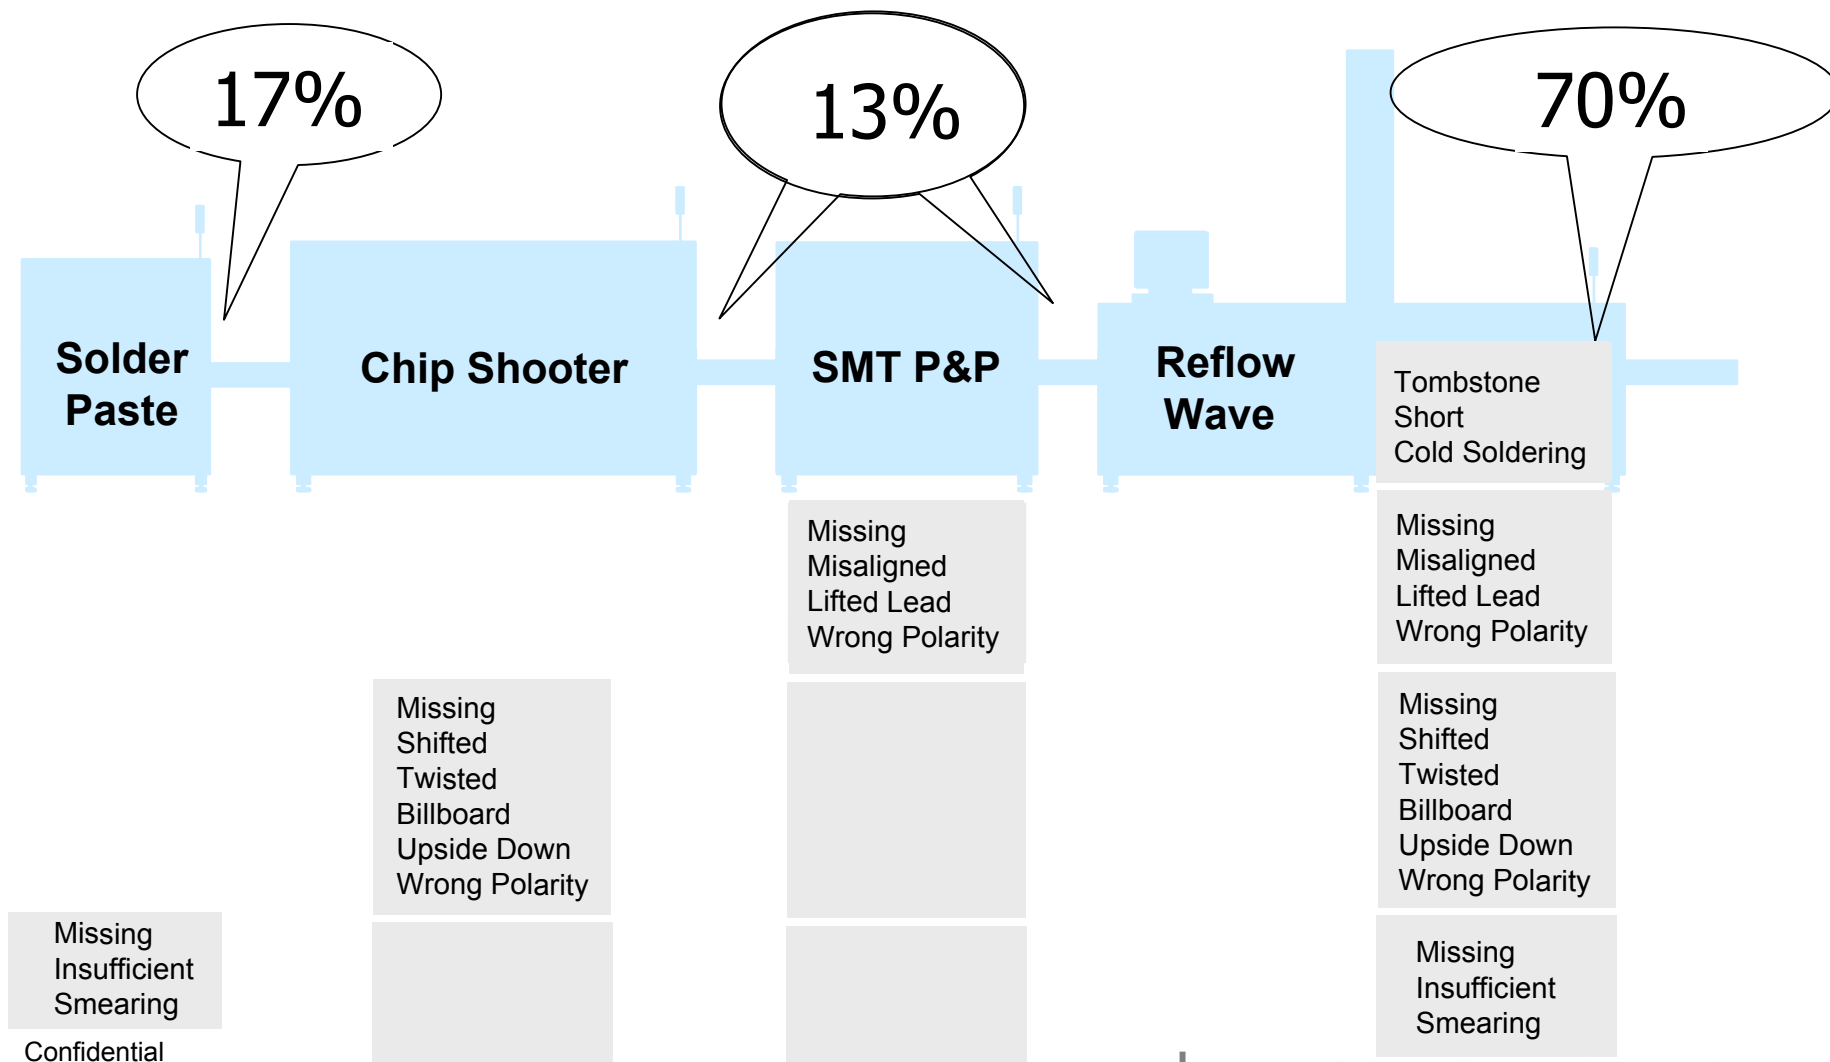 17%
13%
70%
Solder
Paste
Chip Shooter
SMT P&P
Reflow
Wave
Tombstone
Short
Cold Soldering
Missing
Misaligned
Lifted Lead
Wrong Polarity
Missing
Misaligned
Lifted Lead
Wrong Polarity
Missing
Shifted
Twisted
Billboard
Upside Down
Wrong Polarity
Missing
Shifted
Twisted
Billboard
Upside Down
Wrong Polarity
Missing
Insufficient
Smearing
Missing
Insufficient
Smearing
Confidential